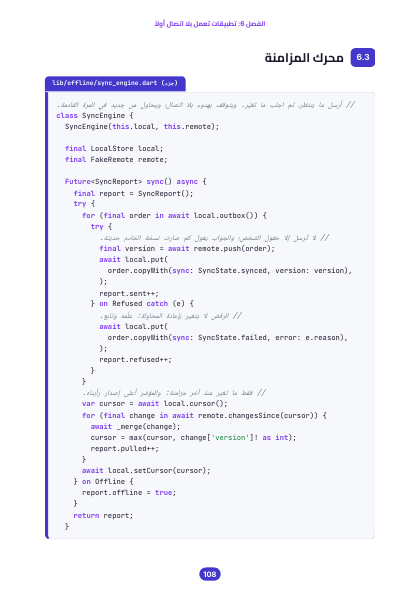 الفصل 6: تطبيقات تعمل بلا اتصال أولاً
6.3 محرك المزامنة
lib/offline/sync_engine.dart (جزء)
// أرسل ما ينتظر، ثم اجلب ما تغير. ويتوقف بهدوء بلا اتصال؛ ويحاول من جديد في المرة القادمة.
class SyncEngine {
  SyncEngine(this.local, this.remote);

  final LocalStore local;
  final FakeRemote remote;

  Future<SyncReport> sync() async {
    final report = SyncReport();
    try {
      for (final order in await local.outbox()) {
        try {
          // لا نرسل إلا حقول الشخص؛ والجواب يقول كم صارت نسخة الخادم حديثة.
          final version = await remote.push(order);
          await local.put(
            order.copyWith(sync: SyncState.synced, version: version),
          );
          report.sent++;
        } on Refused catch (e) {
          // الرفض لا يتغير بإعادة المحاولة: علّمه وتابع.
          await local.put(
            order.copyWith(sync: SyncState.failed, error: e.reason),
          );
          report.refused++;
        }
      }
      // فقط ما تغير منذ آخر مزامنة؛ والمؤشر أعلى إصدار رأيناه.
      var cursor = await local.cursor();
      for (final change in await remote.changesSince(cursor)) {
        await _merge(change);
        cursor = max(cursor, change['version']! as int);
        report.pulled++;
      }
      await local.setCursor(cursor);
    } on Offline {
      report.offline = true;
    }
    return report;
  }
108